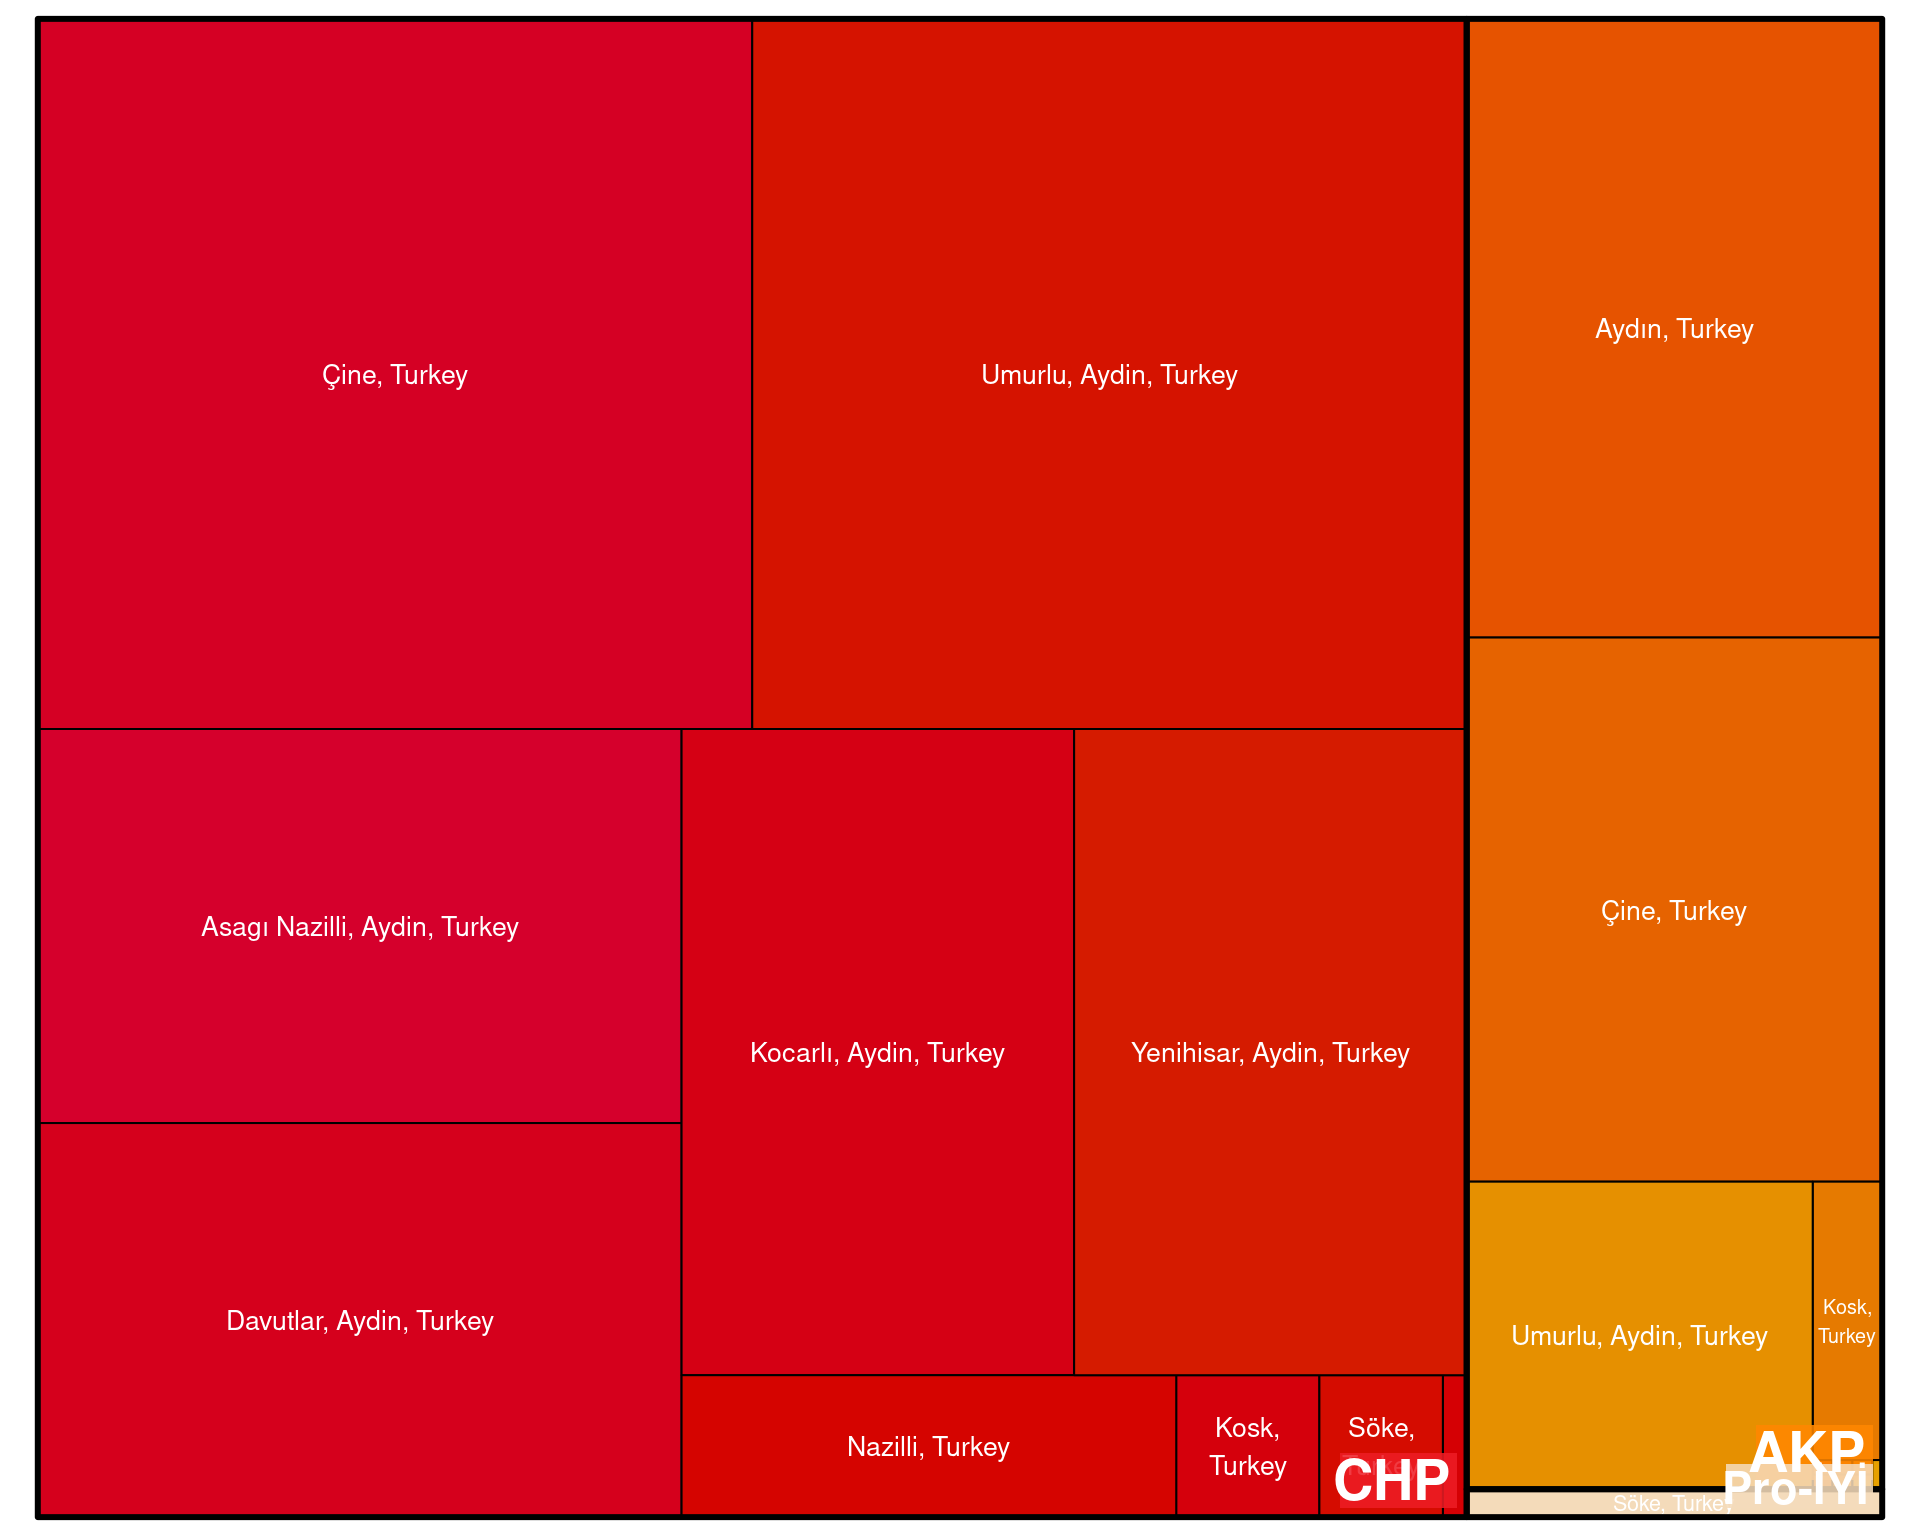 Çine, Turkey
Umurlu, Aydin, Turkey
Aydın, Turkey
Çine, Turkey
Asagı Nazilli, Aydin, Turkey
Kocarlı, Aydin, Turkey
Yenihisar, Aydin, Turkey
Davutlar, Aydin, Turkey
Umurlu, Aydin, Turkey
Kosk,
Turkey
Nazilli, Turkey
Kosk,
Turkey
Söke,
Turkey
CHP
AKP
Pro-IYİ
Söke, Turkey